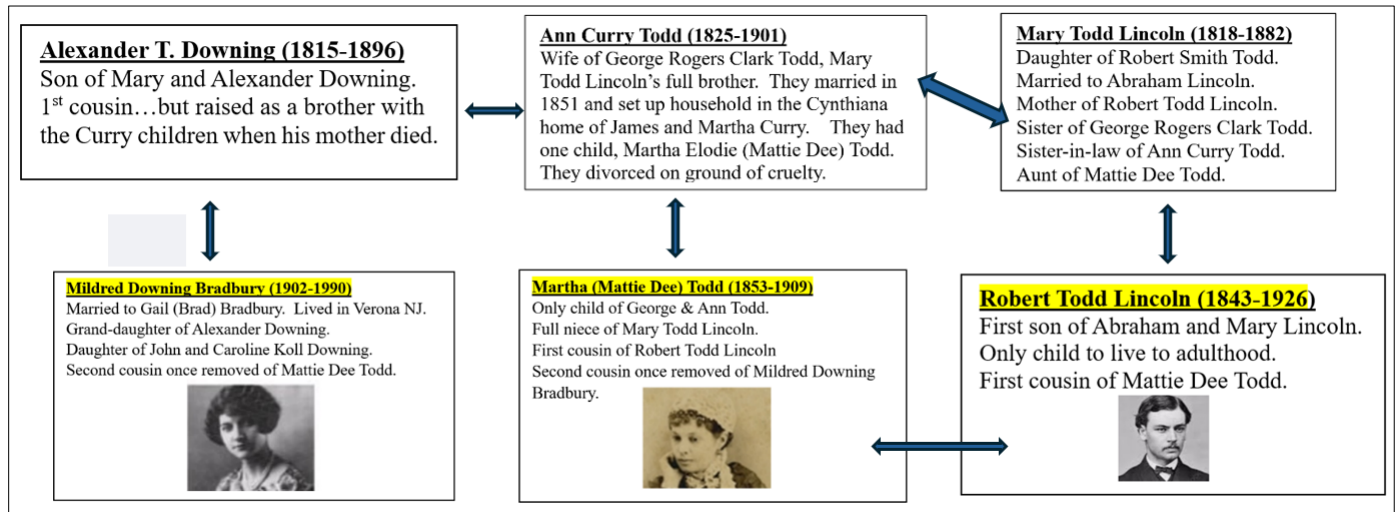 Alexander T. Downing (1815-1896)
Son of Mary and Alexander Downing.
1st cousin…but raised as a brother with
the Curry children when his mother died.
Ann Curry Todd (1825-1901)
Wife of George Rogers Clark Todd, Mary
Todd Lincoln’s full brother. They married in
1851 and set up household in the Cynthiana
home of James and Martha Curry. They had
one child, Martha Elodie (Mattie Dee) Todd.
They divorced on ground of cruelty.
Mary Todd Lincoln (1818-1882)
Daughter of Robert Smith Todd.
Married to Abraham Lincoln.
Mother of Robert Todd Lincoln.
Sister of George Rogers Clark Todd.
Sister-in-law of Ann Curry Todd.
Aunt of Mattie Dee Todd.
Mildred Downing Bradbury (1902-1990)
Married to Gail (Brad) Bradbury. Lived in Verona NJ.
Grand-daughter of Alexander Downing.
Daughter of John and Caroline Koll Downing.
Second cousin once removed of Mattie Dee Todd.
Martha (Mattie Dee) Todd (1853-1909)
Only child of George & Ann Todd.
Full niece of Mary Todd Lincoln.
First cousin of Robert Todd Lincoln
Second cousin once removed of Mildred Downing
Bradbury.
Robert Todd Lincoln (1843-1926)
First son of Abraham and Mary Lincoln.
Only child to live to adulthood.
First cousin of Mattie Dee Todd.